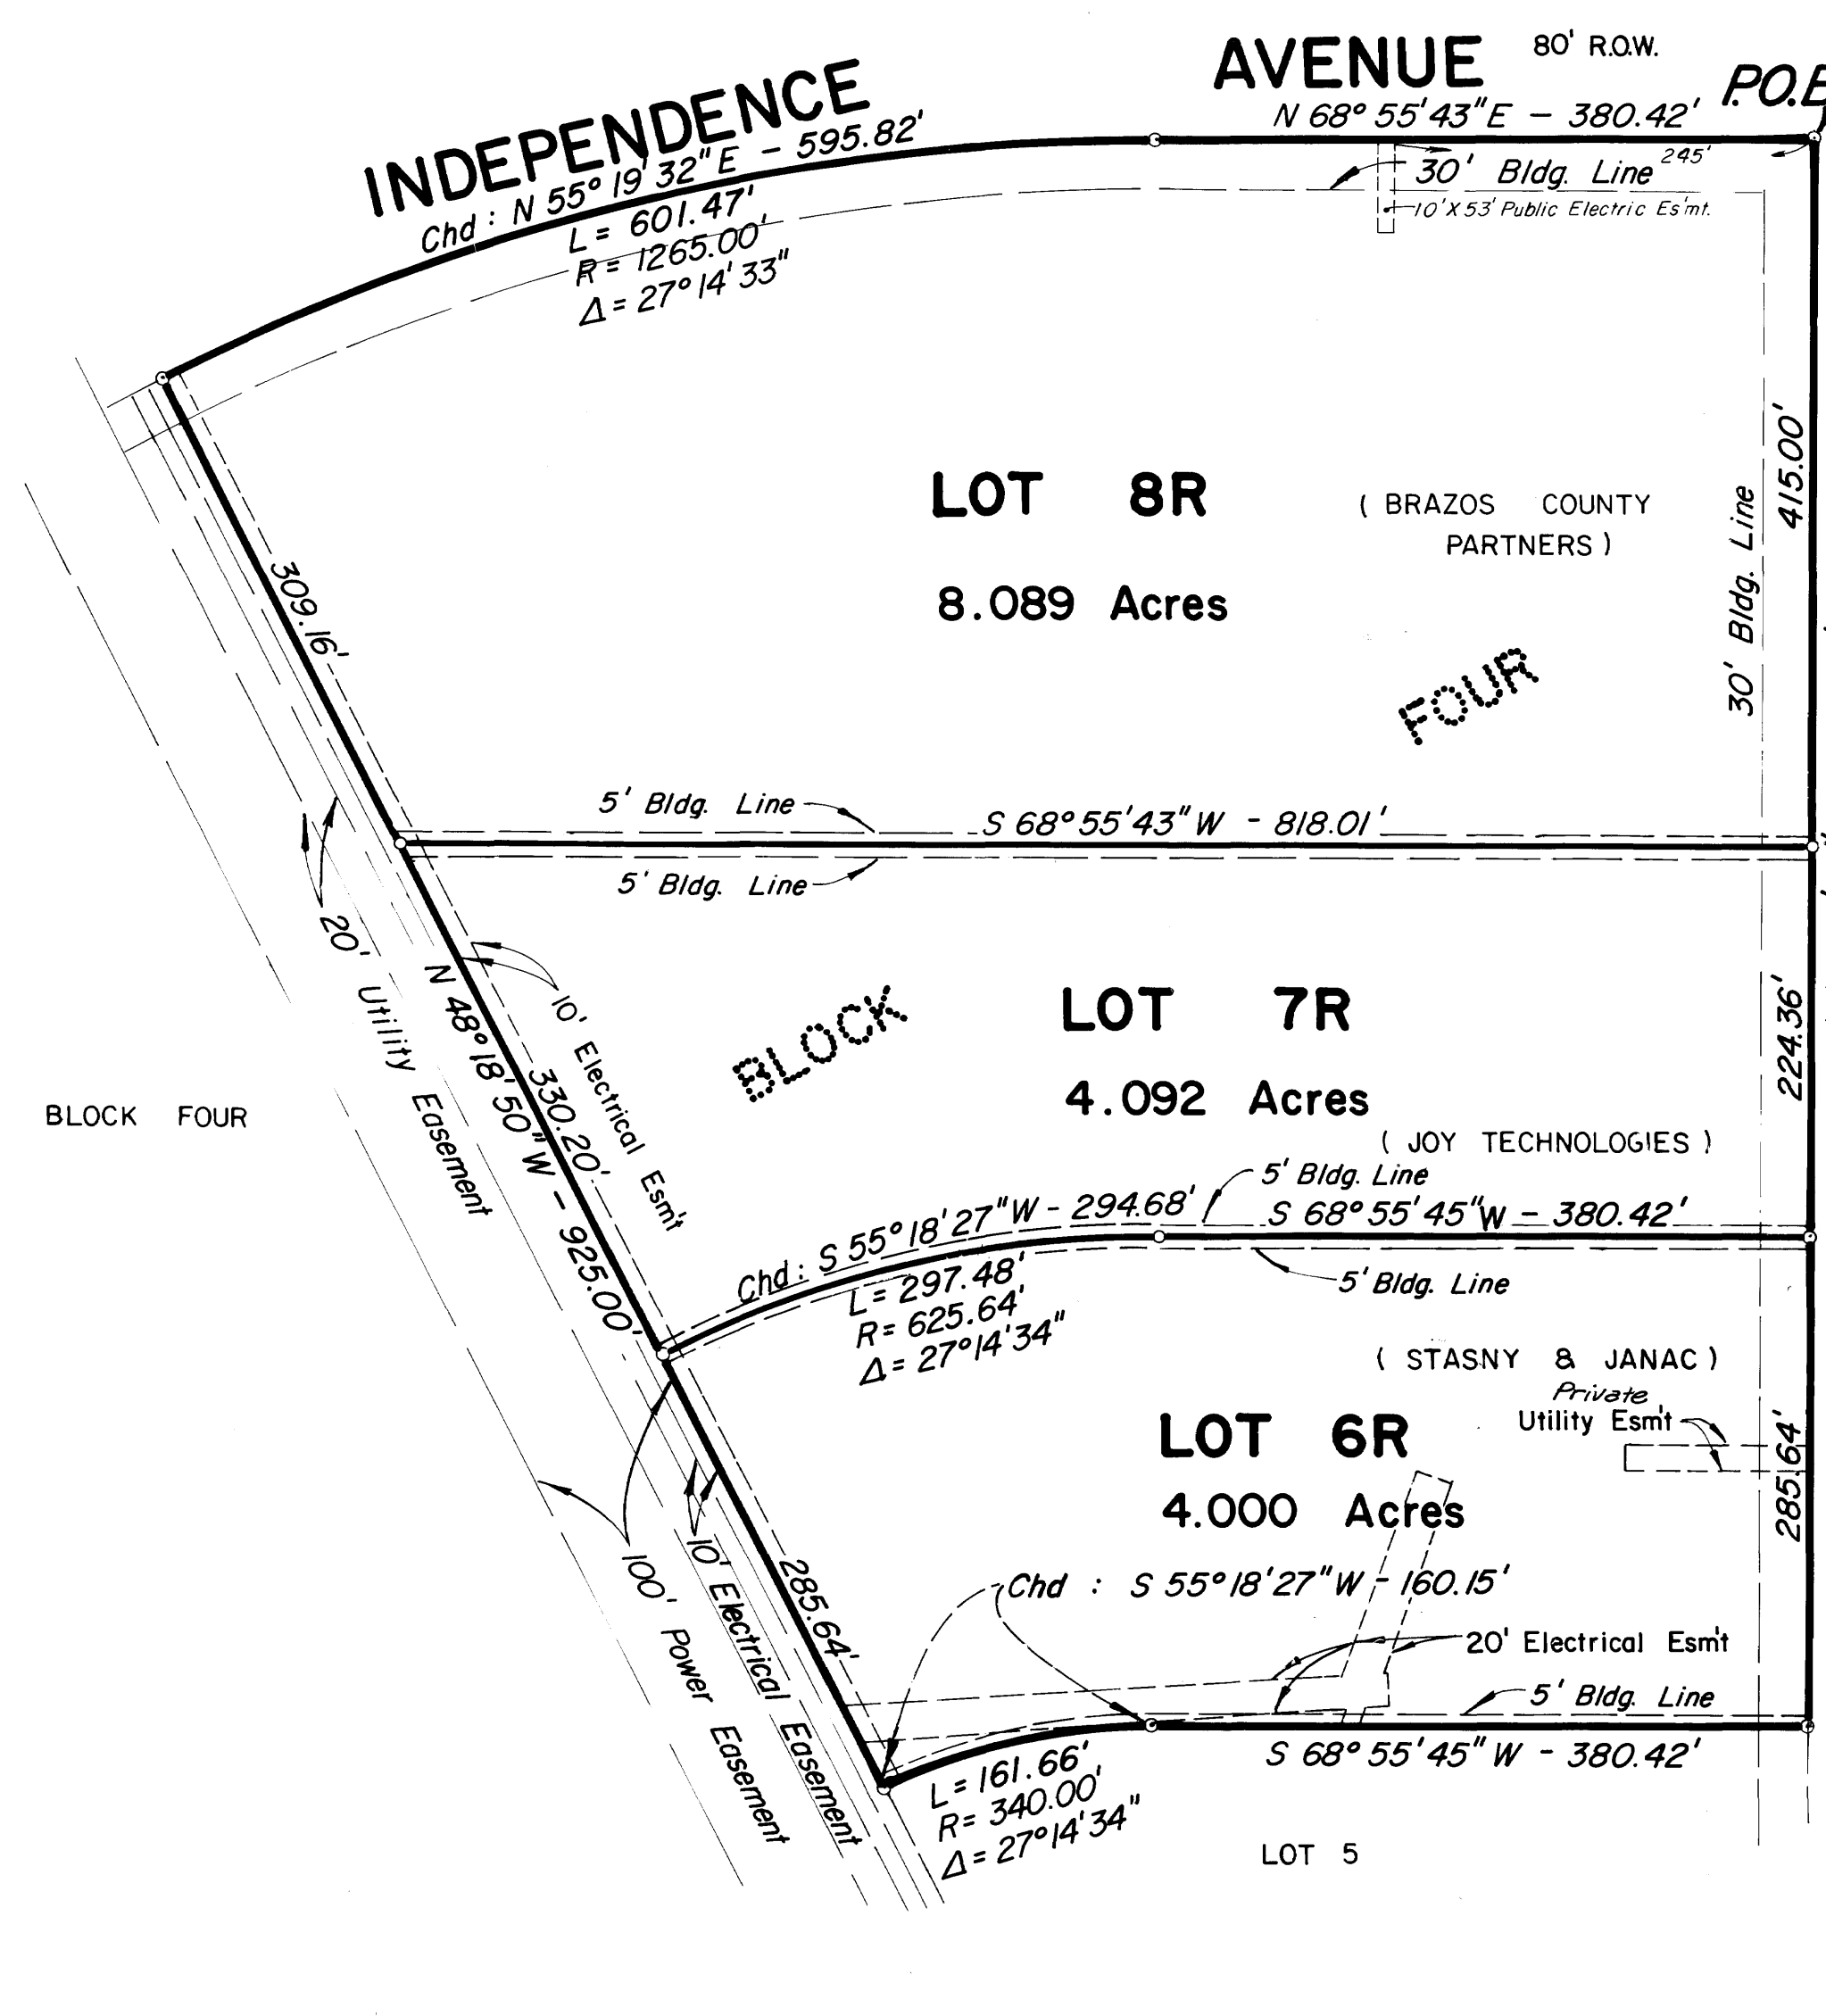 INDEPENDENCE AVENUE 80' R.O.W.
Chd : N 55° 19' 32" E - 595.82'
L = 601.47'
R = 1265.00'
Δ = 27° 14' 33"
N 68° 55' 43" E - 380.42'
30' Bldg. Line 245'
10' X 53' Public Electric Es'mt.
LOT 8R
( BRAZOS COUNTY
PARTNERS )
8.089 Acres
415.00'
30' Bldg. Line
309.16'
FOUR
5' Bldg. Line
S 68° 55' 43" W - 818.01'
5' Bldg. Line
20' Utility Easement
N 48° 18' 50" W - 925.00'
330.20'
10' Electrical Esm't
BLOCK
LOT 7R
4.092 Acres
( JOY TECHNOLOGIES )
224.36'
BLOCK FOUR
5' Bldg. Line
Chd : S 55° 18' 27" W - 294.68'
S 68° 55' 45" W - 380.42'
L = 297.48'
R = 625.64'
Δ = 27° 14' 34"
5' Bldg. Line
( STASNY & JANAC )
Private
Utility Esm't
LOT 6R
4.000 Acres
285.64'
285.64'
100' Power Easement
10' Electrical Easement
Chd : S 55° 18' 27" W - 160.15'
20' Electrical Esm't
5' Bldg. Line
S 68° 55' 45" W - 380.42'
L = 161.66'
R = 340.00'
Δ = 27° 14' 34"
LOT 5